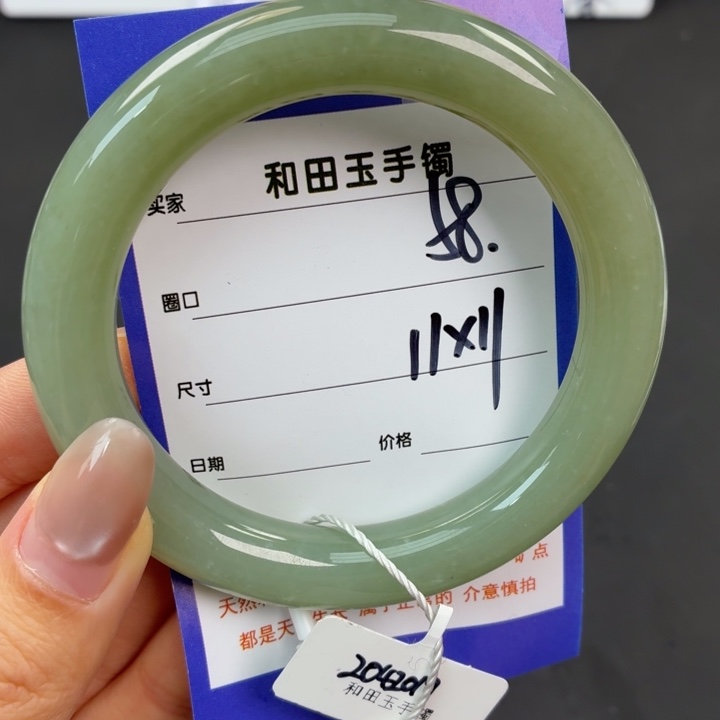 和田玉手镯
买家
58.
圈口
11x11
尺寸
日期 价格
矿点
天然 介意慎拍
都是天
和田玉手